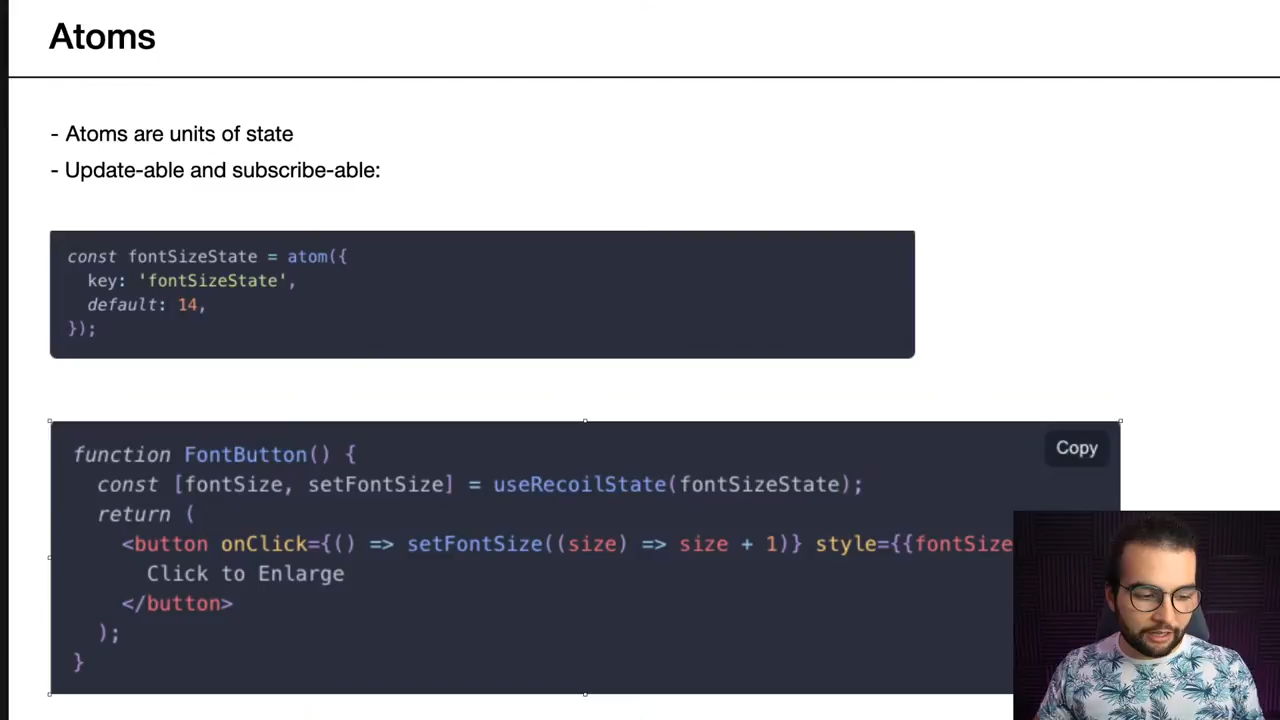 Atoms
- Atoms are units of state
- Update-able and subscribe-able:
const fontSizeState = atom({
key: 'fontSizeState',
default: 14,
});
Copy
function FontButton() {
const [fontSize, setFontSize] = useRecoilState(fontSizeState);
return (
<button onClick={() => setFontSize((size) => size + 1)} style={{fontSize
Click to Enlarge
</button>
);
}